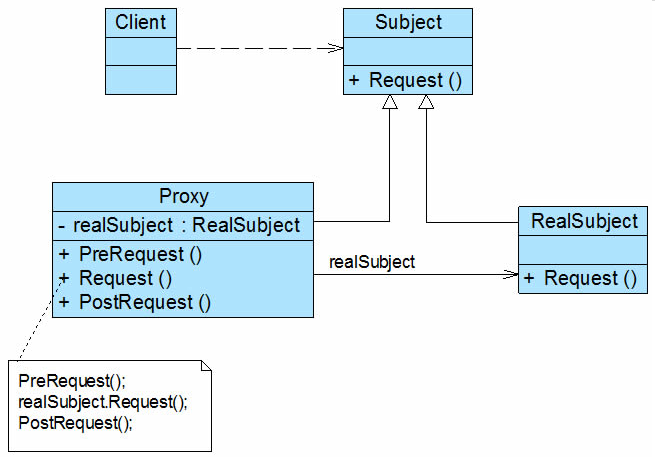 Client
Subject
+ Request ()
Proxy
- realSubject : RealSubject
+ PreRequest ()
+ Request ()
+ PostRequest ()
realSubject
RealSubject
+ Request ()
PreRequest();
realSubject.Request();
PostRequest();